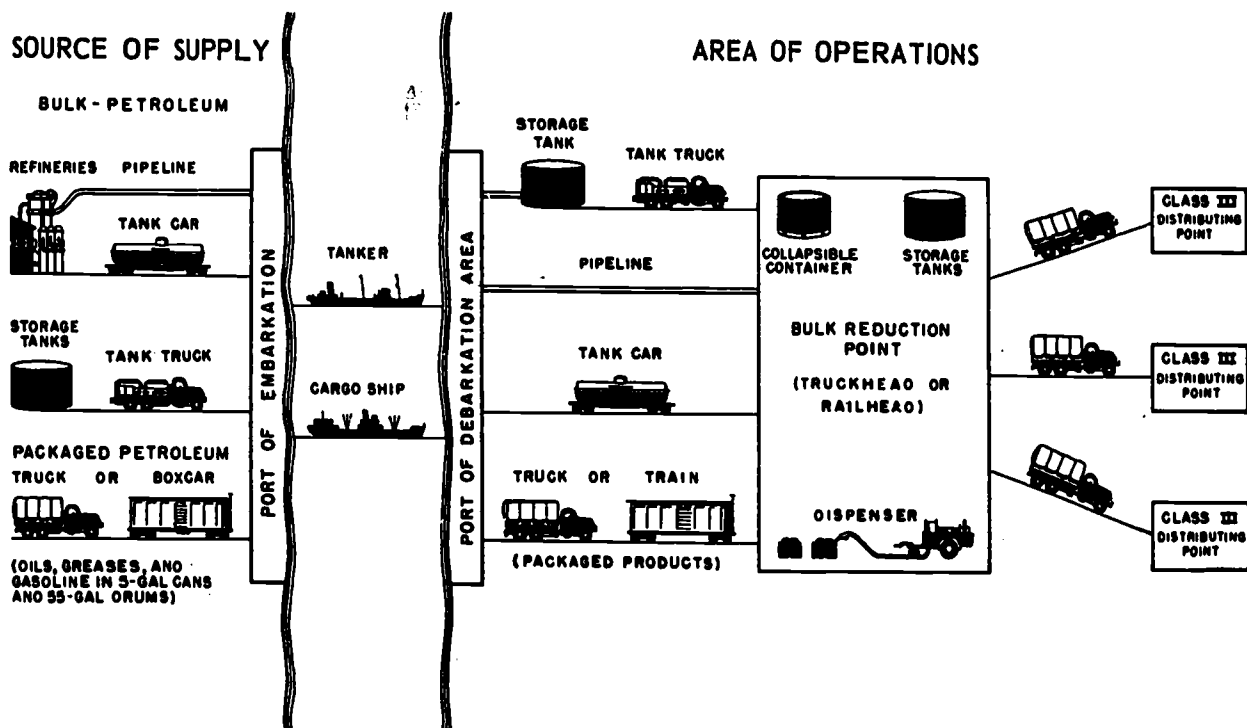 SOURCE OF SUPPLY
BULK-PETROLEUM
REFINERIES PIPELINE
TANK CAR
STORAGE
TANKS
TANK TRUCK
PACKAGED PETROLEUM
TRUCK OR BOXCAR
(OILS, GREASES, AND
GASOLINE IN 5-GAL CANS
AND 55-GAL DRUMS)
PORT OF EMBARKATION
TANKER
CARGO SHIP
PORT OF DEBARKATION AREA
AREA OF OPERATIONS
STORAGE
TANK
TANK TRUCK
PIPELINE
TANK CAR
TRUCK OR TRAIN
(PACKAGED PRODUCTS)
COLLAPSIBLE
CONTAINER
STORAGE
TANKS
BULK REDUCTION
POINT
(TRUCKHEAD OR
RAILHEAD)
DISPENSER
CLASS III
DISTRIBUTING
POINT
CLASS III
DISTRIBUTING
POINT
CLASS III
DISTRIBUTING
POINT